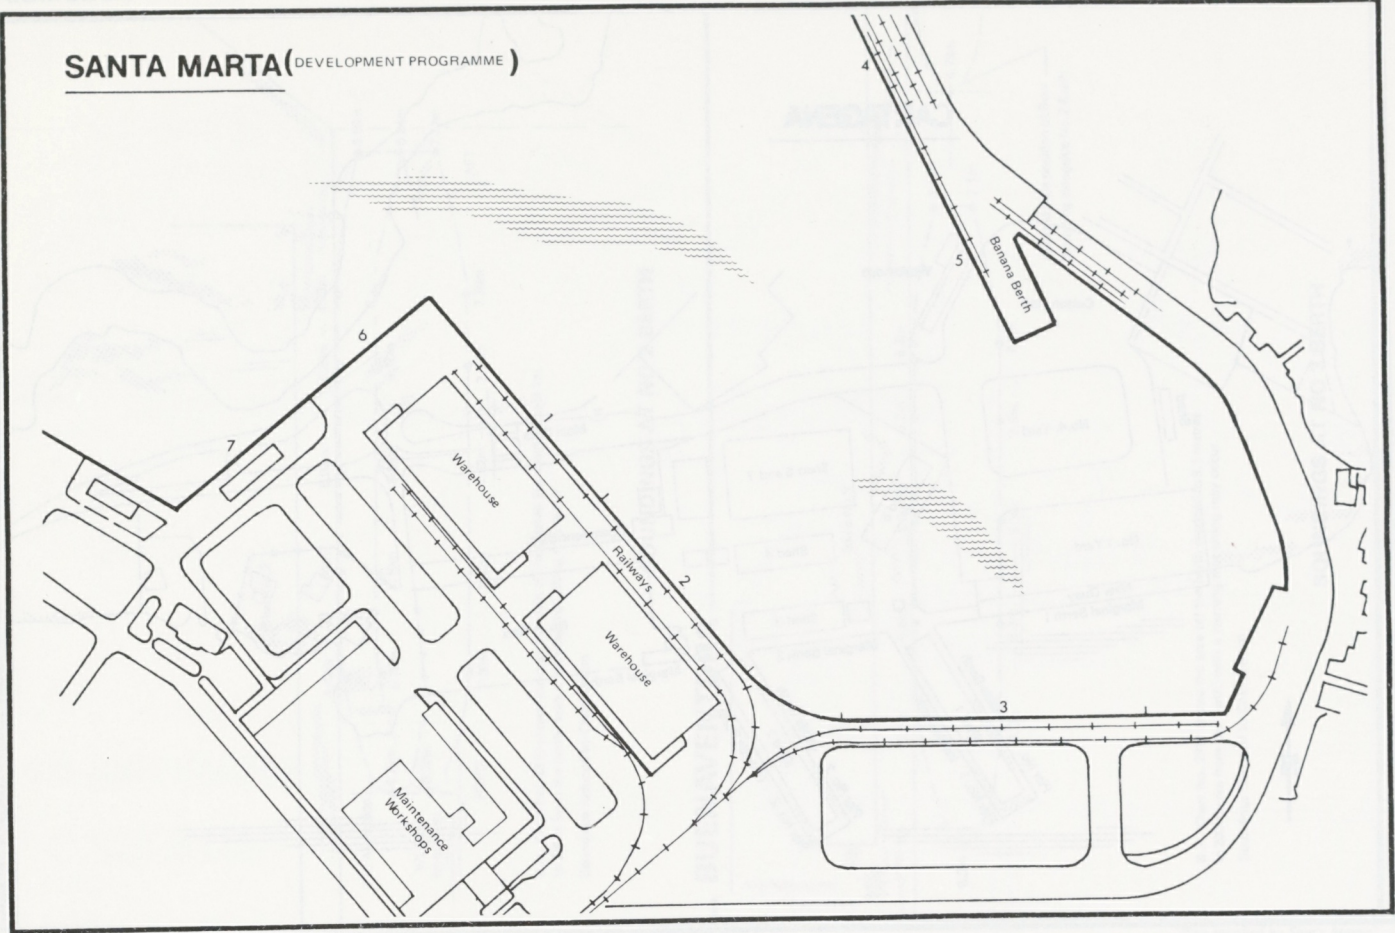 SANTA MARTA (DEVELOPMENT PROGRAMME)
4
5
Banana Berth
6
7
1
Warehouse
Railways
2
Warehouse
3
Maintenance
Workshops